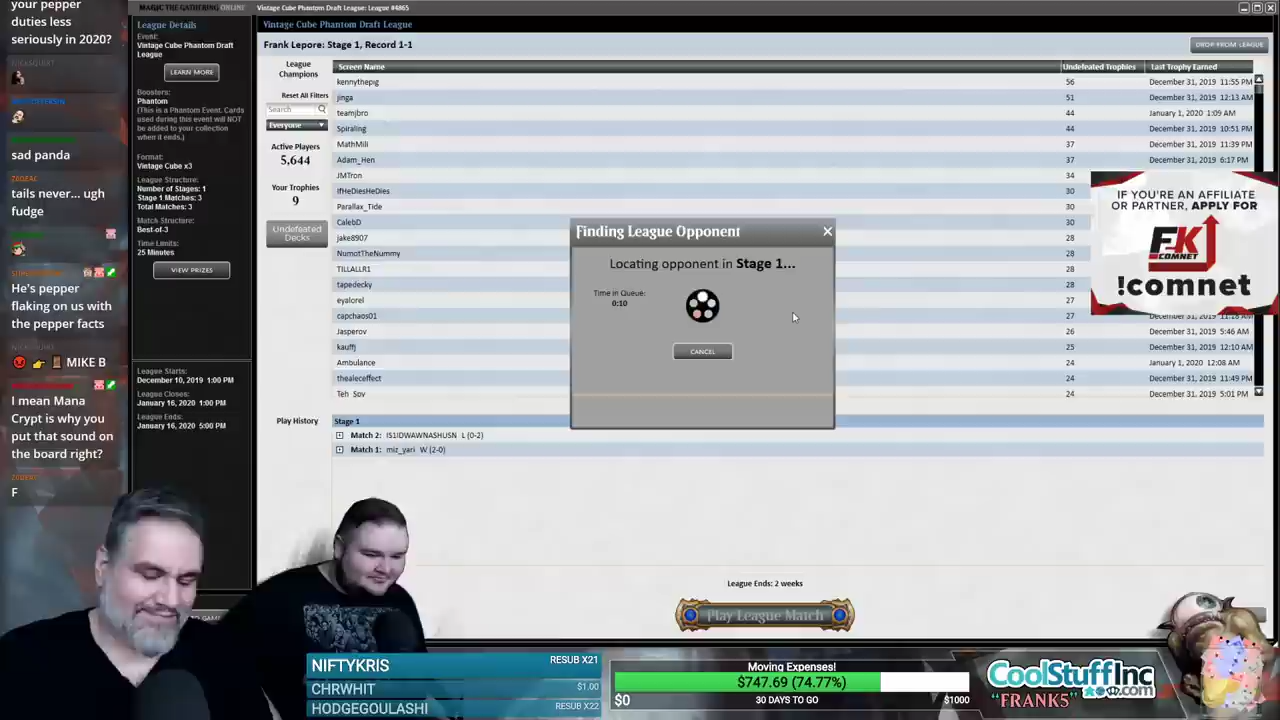 your pepper
duties less
seriously in 2020?
sad panda
tails never... ugh
fudge
He's pepper
flaking us with
the pepper facts
MIKE B
I mean Mana
Crypt is why you
put that sound on
the board right?
F
MAGIC THE GATHERING ONLINE
Vintage Cube Phantom Draft League: League #4865
League Details
Event:
Vintage Cube Phantom Draft
League
LEARN MORE
Boosters:
Phantom
(This is a Phantom Event. Cards
used during this event will NOT
be added to your collection
when it ends.)
Format:
Vintage Cube x3
League Structure:
Number of Stages: 1
Stage 1 Matches: 3
Total Matches: 3
Match Structure:
Best-of-3
Time Limits:
25 Minutes
VIEW PRIZES
League Starts:
December 10, 2019 1:00 PM
League Closes:
January 16, 2020 1:00 PM
League Ends:
January 16, 2020 5:00 PM
Vintage Cube Phantom Draft League
Frank Lepore: Stage 1, Record 1-1
DROP FROM LEAGUE
League
Champions
Reset All Filters
Search
Everyone
Active Players
5,644
Your Trophies
9
Undefeated
Decks
Screen Name Undefeated Trophies Last Trophy Earned
kennythepig 56 December 31, 2019 11:55 PM
jinga 51 December 31, 2019 12:13 AM
teamjbro 44 January 1, 2020 1:09 AM
Spiraling 44 December 31, 2019 10:51 PM
MathMili 37 December 31, 2019 11:39 PM
Adam_Hen 37 December 31, 2019 6:17 PM
JMTron 34
IfHeDiesHeDies 30
Parallax_Tide 30
CalebD 30
jake8907 28
NumotTheNummy 28
TILLALLR1 28
tapedecky 28
eyalorel 27
capchaos01 27
Jasperov 26 December 31, 2019 5:46 AM
kauffj 25 December 31, 2019 12:10 AM
Ambulance 24 January 1, 2020 12:08 AM
thealeceffect 24 December 31, 2019 11:49 PM
Teh_Spy 24 December 31, 2019 5:01 PM
Finding League Opponent
Locating opponent in Stage 1...
Time in Queue:
0:10
CANCEL
IF YOU'RE AN AFFILIATE
OR PARTNER, APPLY FOR
COMNET
!comnet
Play History
Stage 1
Match 2: IS1IDWAWNASHUSN L (0-2)
Match 1: miz_yari W (2-0)
League Ends: 2 weeks
Play League Match
NIFTYKRIS RESUB X21
CHRWHIT $1.00
HODGEGOULASHI RESUB X22
Moving Expenses!
$747.69 (74.77%)
$0 30 DAYS TO GO $1000
CoolStuffInc
.com
"FRANK5"